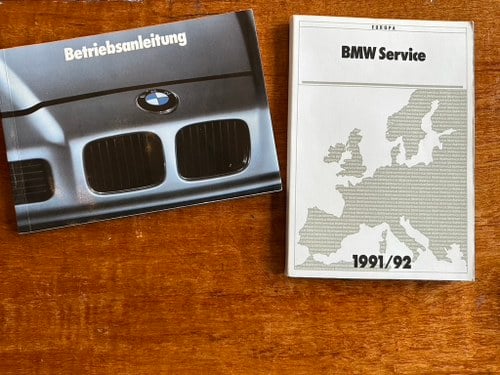 Betriebsanleitung
EUROPA
BMW Service
1991/92